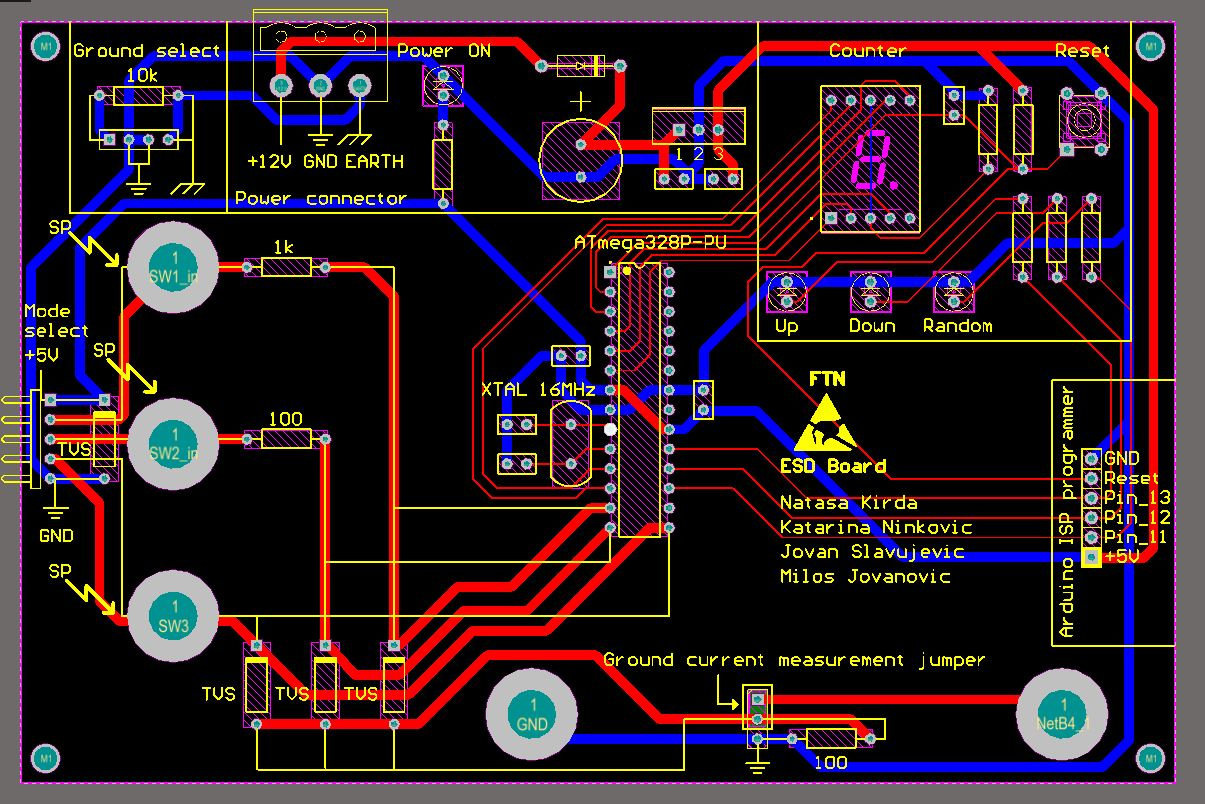 M1
M1
Ground select
10k
Power ON
Counter
Reset
+12V GND EARTH
Power connector
1 2 3
ATmega328P-PU
SP
1
SW1_in
1k
Up
Down
Random
Mode
select
+5V
SP
XTAL 16MHz
FTN
ESD Board
1
SW2_in
100
TVS
GND
Natasa Kirda
Katarina Ninkovic
Jovan Slavujevic
Milos Jovanovic
Arduino ISP programmer
GND
Reset
Pin_13
Pin_12
Pin_11
+5V
SP
1
SW3
TVS
TVS
TVS
Ground current measurement jumper
1
GND
1
NetB4_1
100
M1
M1